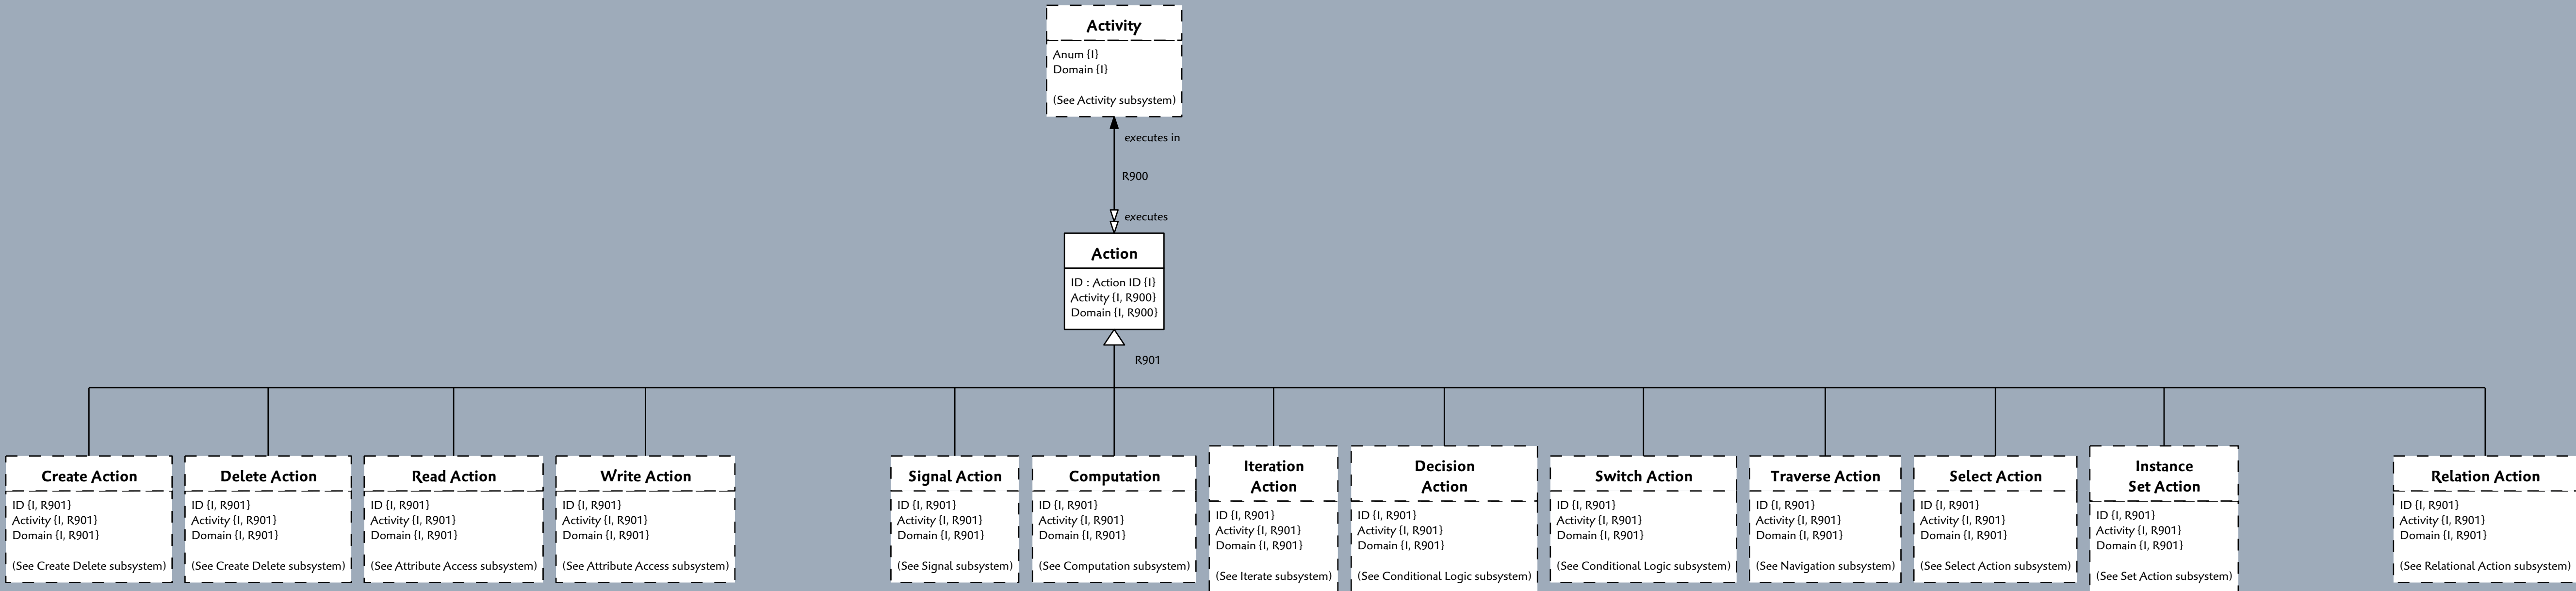 Activity
Anum {I}
Domain {I}
(See Activity subsystem)
executes in
R900
executes
Action
ID : Action ID {I}
Activity {I, R900}
Domain {I, R900}
R901
Create Action
ID {I, R901}
Activity {I, R901}
Domain {I, R901}
(See Create Delete subsystem)
Delete Action
ID {I, R901}
Activity {I, R901}
Domain {I, R901}
(See Create Delete subsystem)
Read Action
ID {I, R901}
Activity {I, R901}
Domain {I, R901}
(See Attribute Access subsystem)
Write Action
ID {I, R901}
Activity {I, R901}
Domain {I, R901}
(See Attribute Access subsystem)
Signal Action
ID {I, R901}
Activity {I, R901}
Domain {I, R901}
(See Signal subsystem)
Computation
ID {I, R901}
Activity {I, R901}
Domain {I, R901}
(See Computation subsystem)
Iteration
Action
ID {I, R901}
Activity {I, R901}
Domain {I, R901}
(See Iterate subsystem)
Decision
Action
ID {I, R901}
Activity {I, R901}
Domain {I, R901}
(See Conditional Logic subsystem)
Switch Action
ID {I, R901}
Activity {I, R901}
Domain {I, R901}
(See Conditional Logic subsystem)
Traverse Action
ID {I, R901}
Activity {I, R901}
Domain {I, R901}
(See Navigation subsystem)
Select Action
ID {I, R901}
Activity {I, R901}
Domain {I, R901}
(See Select Action subsystem)
Instance
Set Action
ID {I, R901}
Activity {I, R901}
Domain {I, R901}
(See Set Action subsystem)
Relation Action
ID {I, R901}
Activity {I, R901}
Domain {I, R901}
(See Relational Action subsystem)